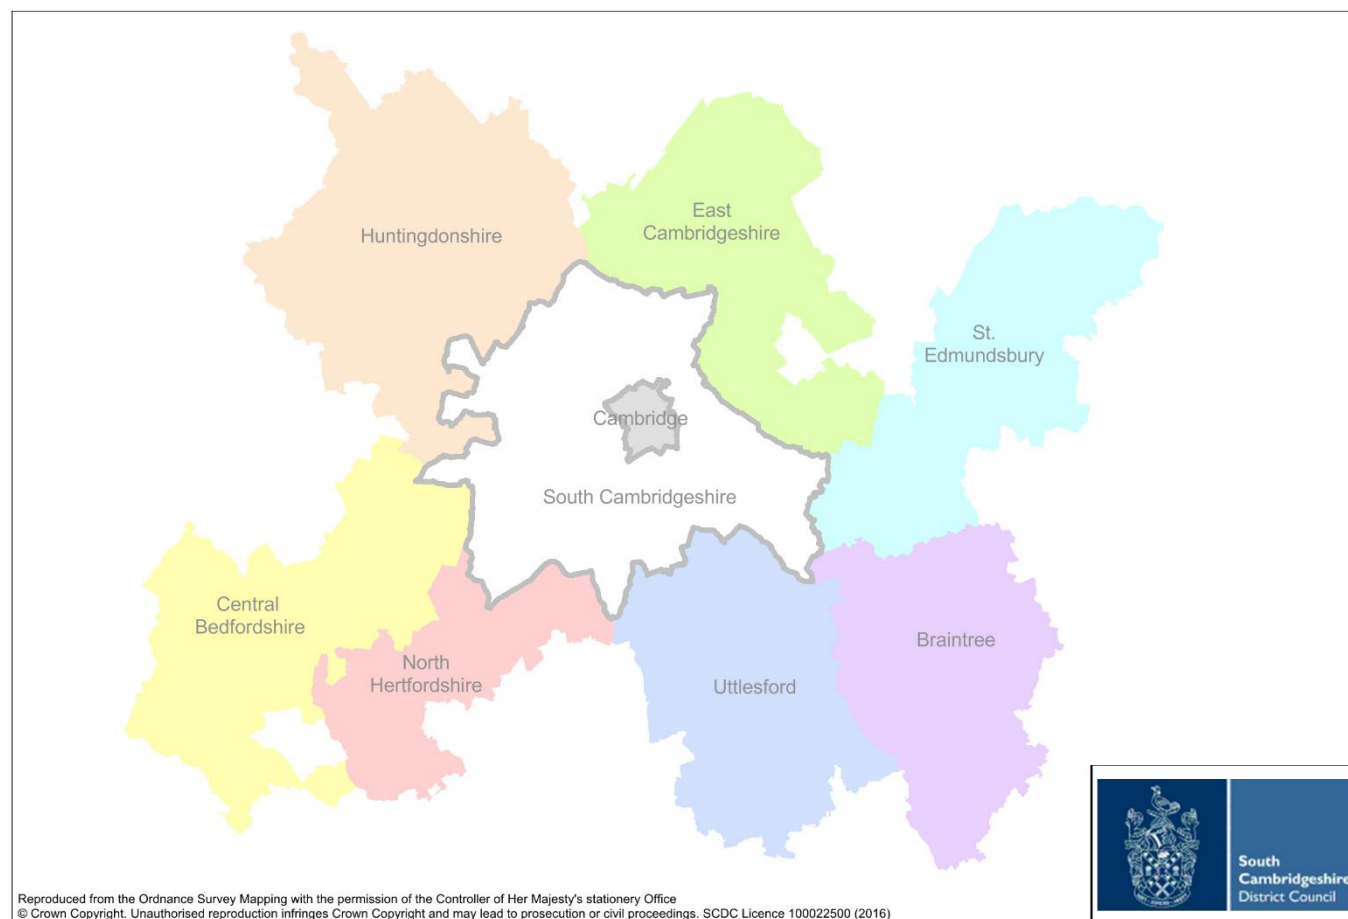 Huntingdonshire
East
Cambridgeshire
St.
Edmundsbury
Cambridge
South Cambridgeshire
Central
Bedfordshire
North
Hertfordshire
Uttlesford
Braintree
South
Cambridgeshire
District Council
Reproduced from the Ordnance Survey Mapping with the permission of the Controller of Her Majesty's stationery Office
© Crown Copyright. Unauthorised reproduction infringes Crown Copyright and may lead to prosecution or civil proceedings. SCDC Licence 100022500 (2016)